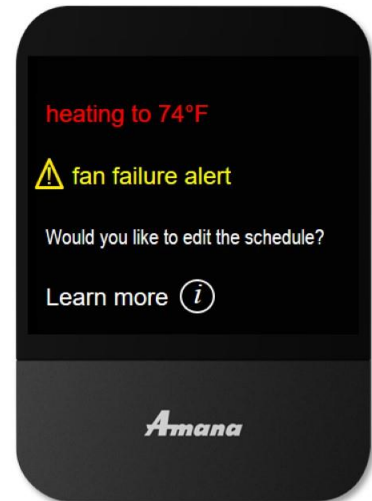 heating to 74°F
fan failure alert
Would you like to edit the schedule?
Learn more i
Amana